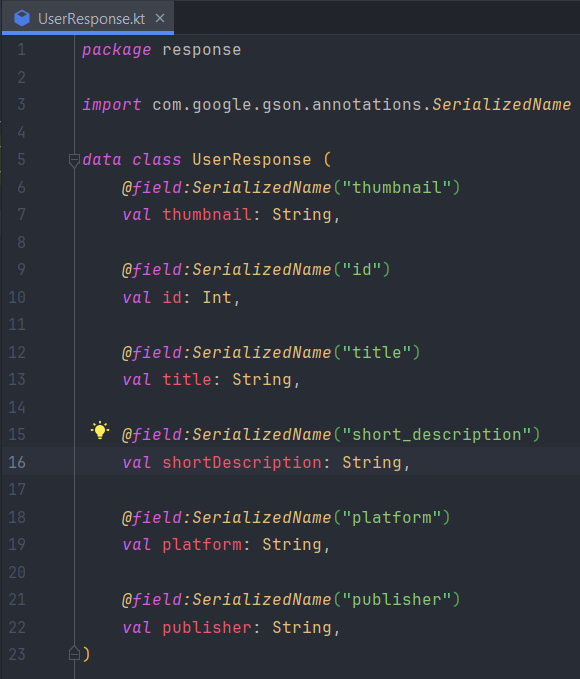 UserResponse.kt
1 package response
2
3 import com.google.gson.annotations.SerializedName
4
5 data class UserResponse (
6 @field:SerializedName("thumbnail")
7 val thumbnail: String,
8
9 @field:SerializedName("id")
10 val id: Int,
11
12 @field:SerializedName("title")
13 val title: String,
14
15 @field:SerializedName("short_description")
16 val shortDescription: String,
17
18 @field:SerializedName("platform")
19 val platform: String,
20
21 @field:SerializedName("publisher")
22 val publisher: String,
23 )